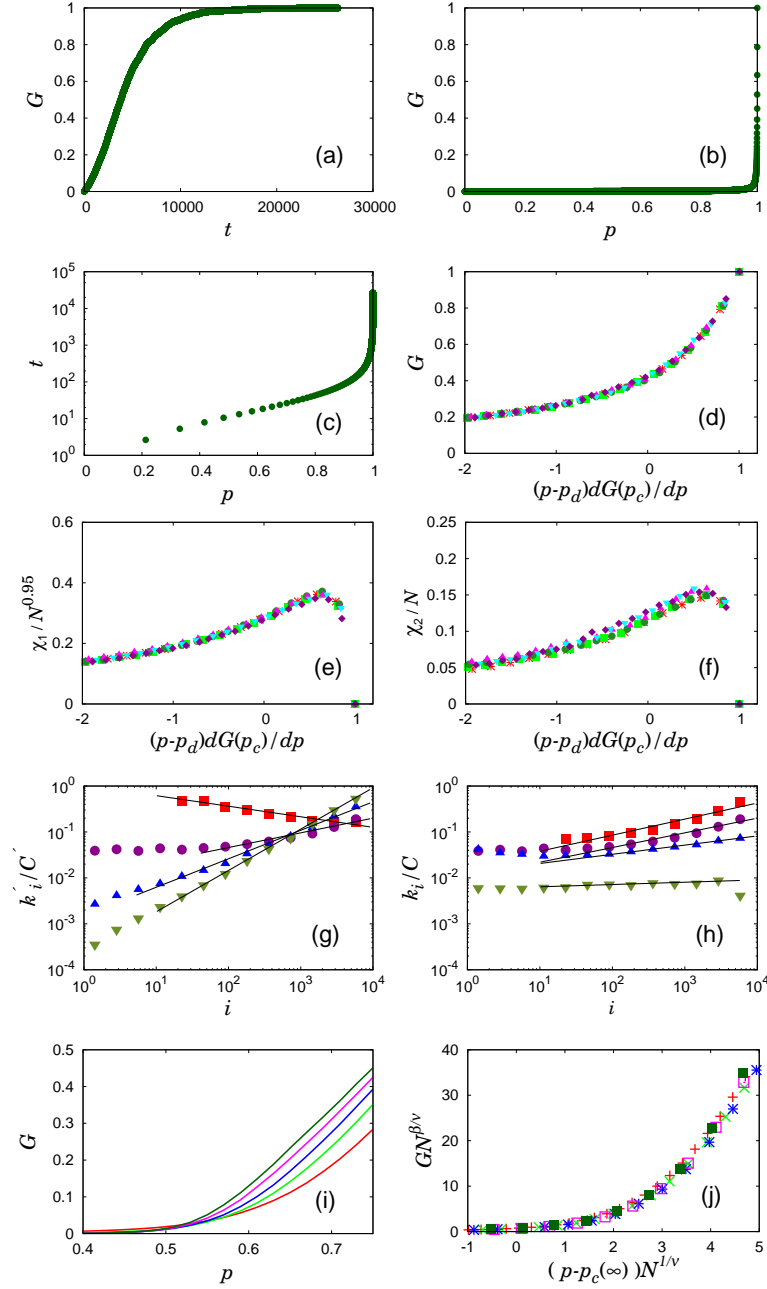 1
0.8
0.6
0.4
0.2
0
G
0 10000 20000 30000
t
(a)
1
0.8
0.6
0.4
0.2
0
G
0 0.2 0.4 0.6 0.8 1
p
(b)
10^5
10^4
10^3
10^2
10^1
10^0
t
0 0.2 0.4 0.6 0.8 1
p
(c)
1
0.8
0.6
0.4
0.2
0
G
-2 -1 0 1
(p-p_d)dG(p_c)/dp
(d)
0.6
0.4
0.2
0
χ_1/N^0.95
-2 -1 0 1
(p-p_d)dG(p_c)/dp
(e)
0.25
0.2
0.15
0.1
0.05
0
χ_2/N
-2 -1 0 1
(p-p_d)dG(p_c)/dp
(f)
10^0
10^-1
10^-2
10^-3
10^-4
k′_i/C′
10^0 10^1 10^2 10^3 10^4
i
(g)
10^0
10^-1
10^-2
10^-3
10^-4
k_i/C
10^0 10^1 10^2 10^3 10^4
i
(h)
0.5
0.4
0.3
0.2
0.1
0
G
0.4 0.5 0.6 0.7
p
(i)
40
30
20
10
0
GN^β/ν
-1 0 1 2 3 4 5
( p-p_c(∞) )N^1/ν
(j)